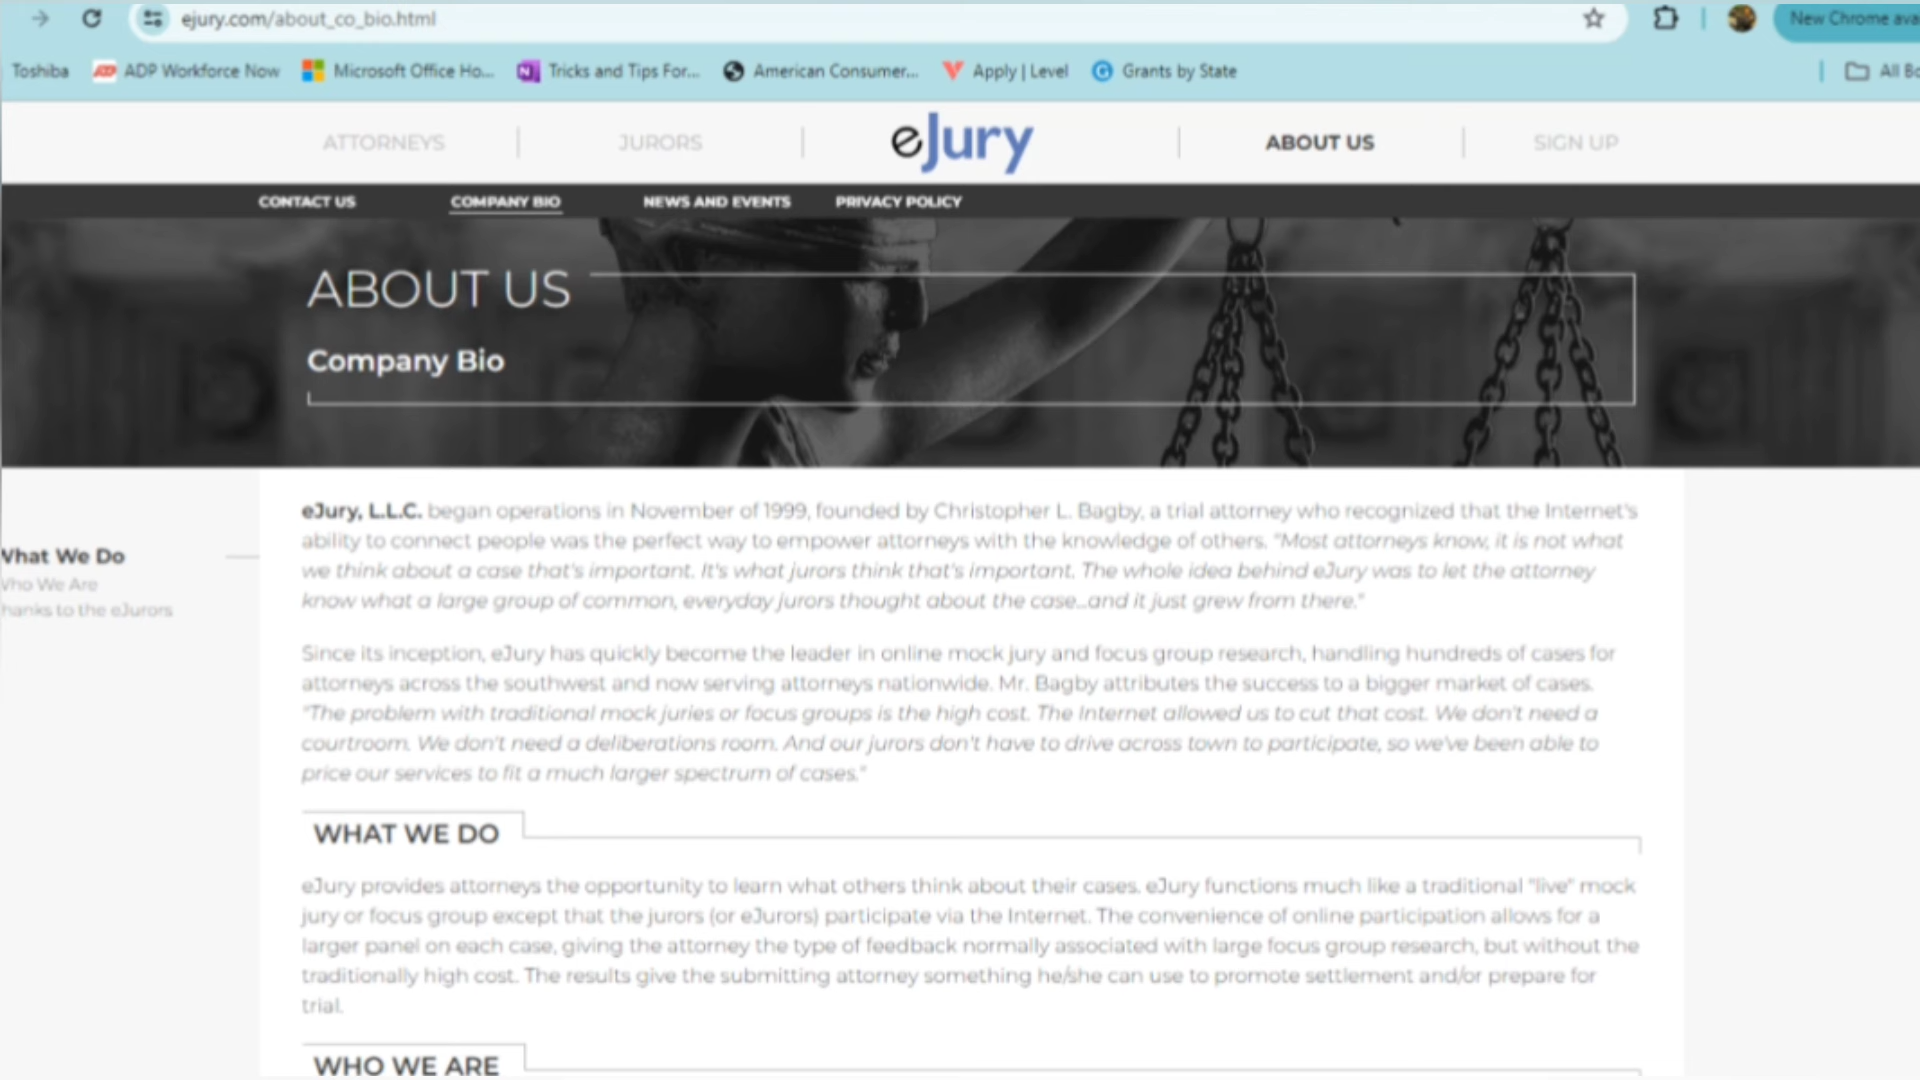 ejury.com/about_co_bio.html
New Chrome ava
Toshiba
ADP Workforce Now
Microsoft Office Ho...
Tricks and Tips For...
American Consumer...
Apply | Level
Grants by State
All Bo
ATTORNEYS
JURORS
eJury
ABOUT US
SIGN UP
CONTACT US
COMPANY BIO
NEWS AND EVENTS
PRIVACY POLICY
ABOUT US
Company Bio
What We Do
Who We Are
hanks to the eJurors
eJury, L.L.C. began operations in November of 1999, founded by Christopher L. Bagby, a trial attorney who recognized that the Internet's
ability to connect people was the perfect way to empower attorneys with the knowledge of others. "Most attorneys know, it is not what
we think about a case that's important. It's what jurors think that's important. The whole idea behind eJury was to let the attorney
know what a large group of common, everyday jurors thought about the case...and it just grew from there."
Since its inception, eJury has quickly become the leader in online mock jury and focus group research, handling hundreds of cases for
attorneys across the southwest and now serving attorneys nationwide. Mr. Bagby attributes the success to a bigger market of cases.
"The problem with traditional mock juries or focus groups is the high cost. The Internet allowed us to cut that cost. We don't need a
courtroom. We don't need a deliberations room. And our jurors don't have to drive across town to participate, so we've been able to
price our services to fit a much larger spectrum of cases."
WHAT WE DO
eJury provides attorneys the opportunity to learn what others think about their cases. eJury functions much like a traditional "live" mock
jury or focus group except that the jurors (or eJurors) participate via the Internet. The convenience of online participation allows for a
larger panel on each case, giving the attorney the type of feedback normally associated with large focus group research, but without the
traditionally high cost. The results give the submitting attorney something he/she can use to promote settlement and/or prepare for
trial.
WHO WE ARE